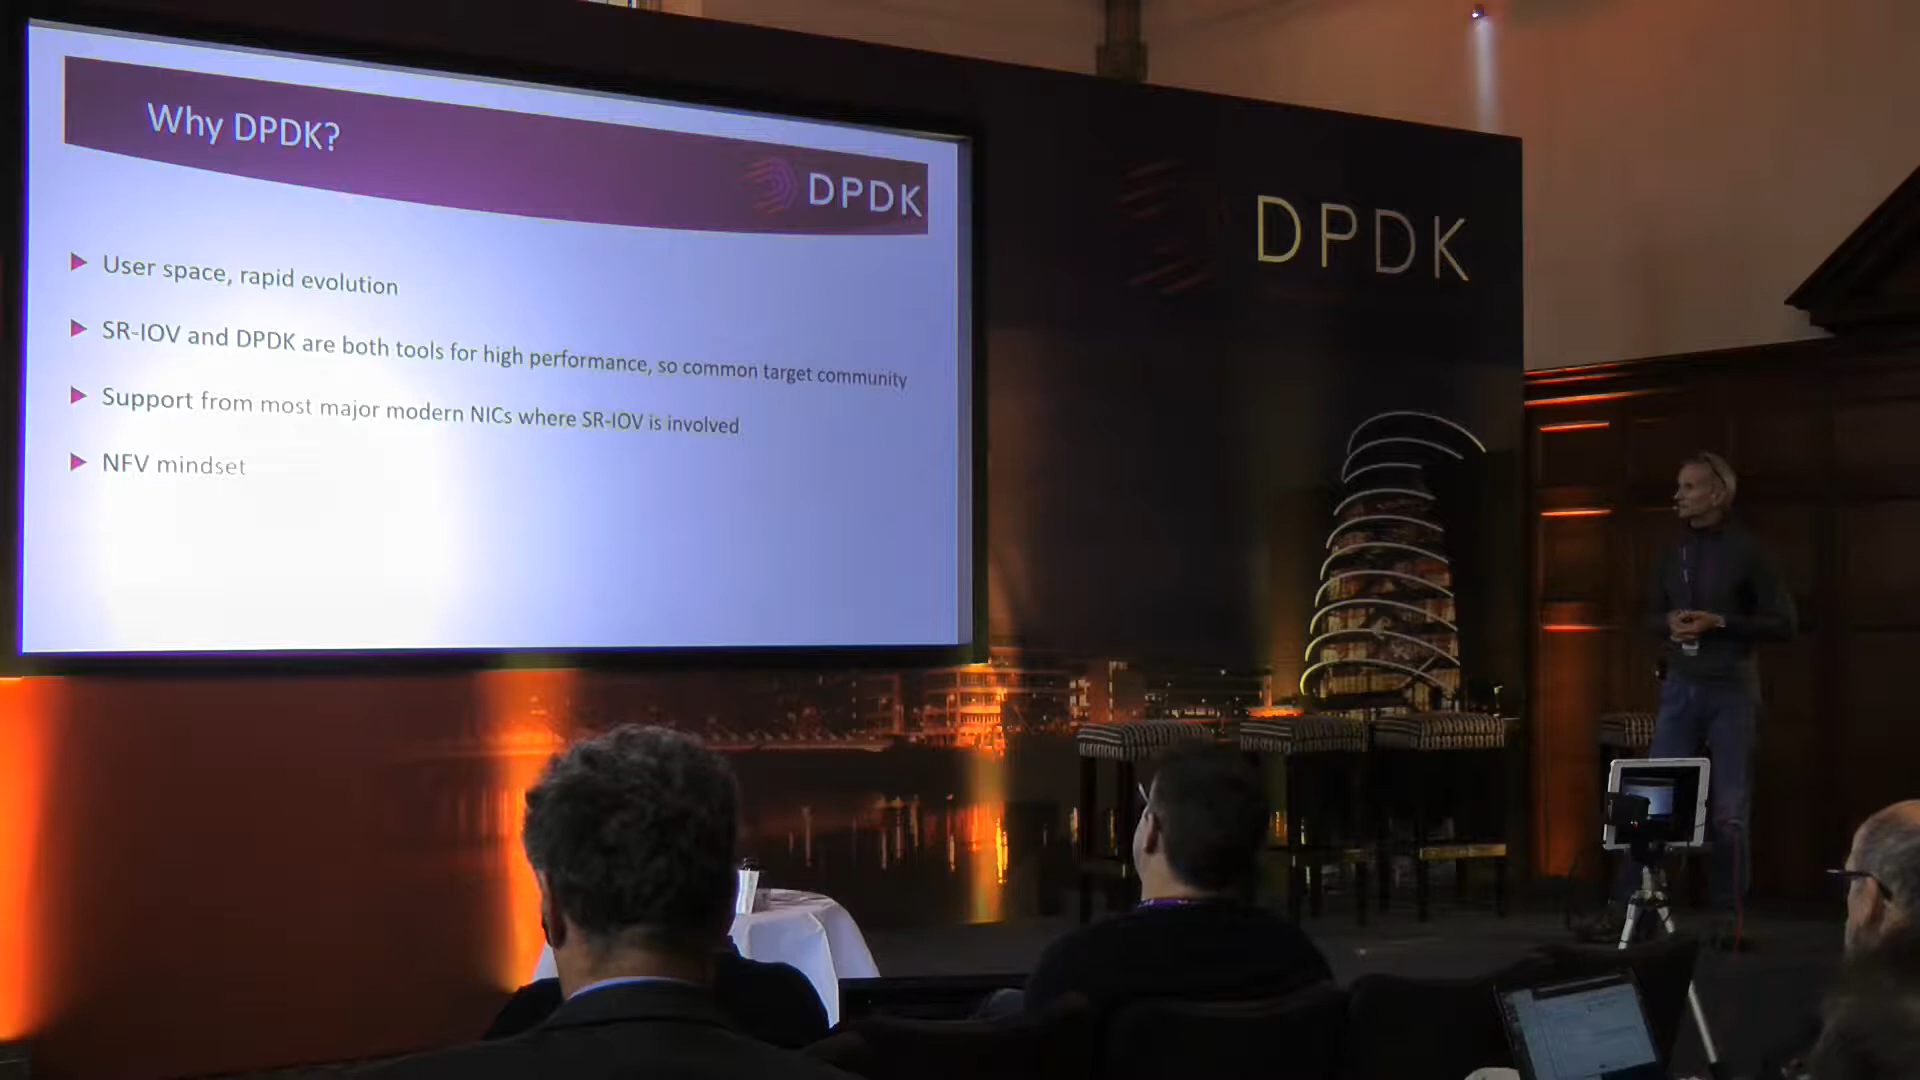 Why DPDK?
DPDK
User space, rapid evolution
SR-IOV and DPDK are both tools for high performance, so common target community
Support from most major modern NICs where SR-IOV is involved
NFV mindset
DPDK